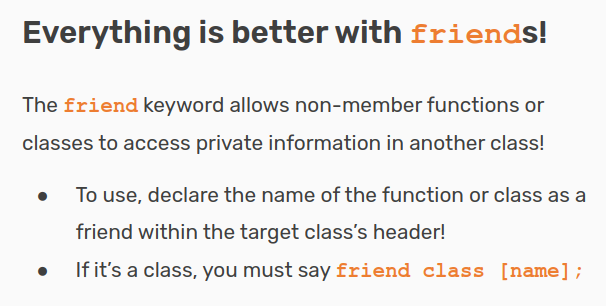 Everything is better with friends!
The friend keyword allows non-member functions or
classes to access private information in another class!
● To use, declare the name of the function or class as a
friend within the target class's header!
● If it's a class, you must say friend class [name];